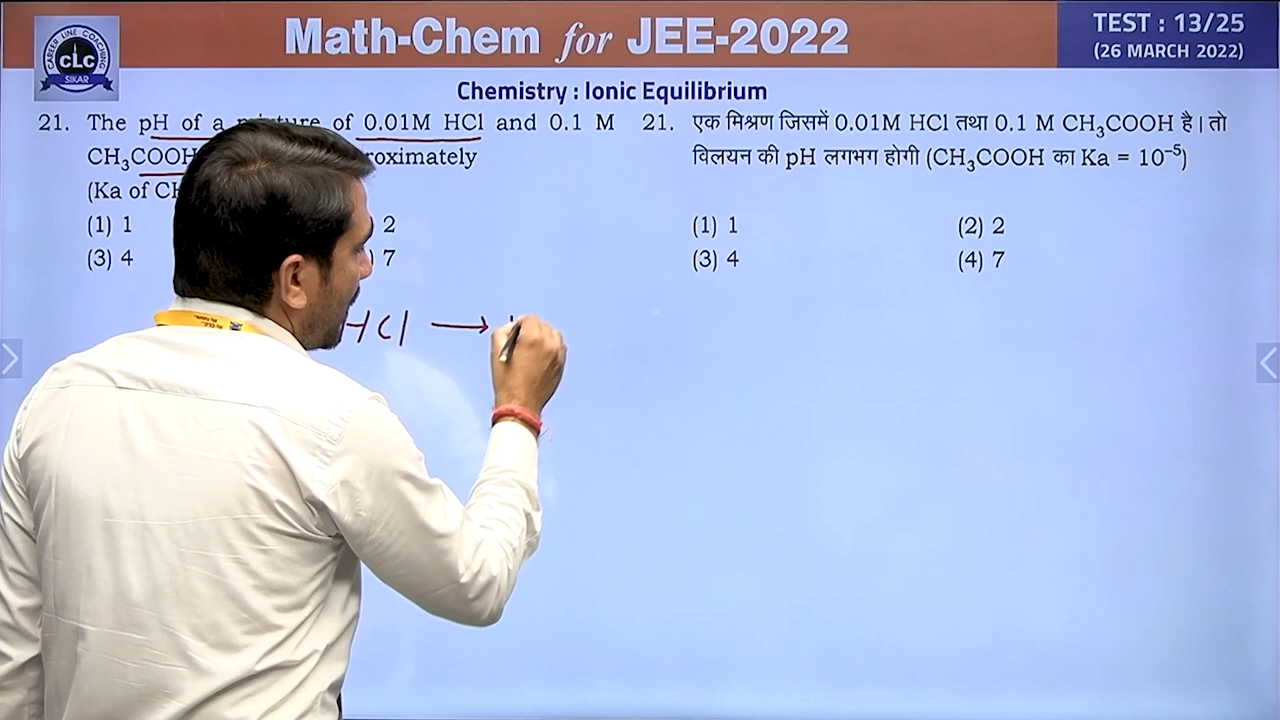 Math-Chem for JEE-2022
TEST : 13/25
(26 MARCH 2022)
CAREER LINE COACHING
CLC
SIKAR
Chemistry : Ionic Equilibrium
21. The pH of a mixture of 0.01M HCl and 0.1 M
CH₃COOH
(Ka of
(1) 1
2
(3) 4
) 7
21. एक मिश्रण जिसमें 0.01M HCl तथा 0.1 M CH₃COOH है। तो
विलयन की pH लगभग होगी (CH₃COOH का Ka = 10⁻⁵)
(1) 1
(2) 2
(3) 4
(4) 7
HCl →